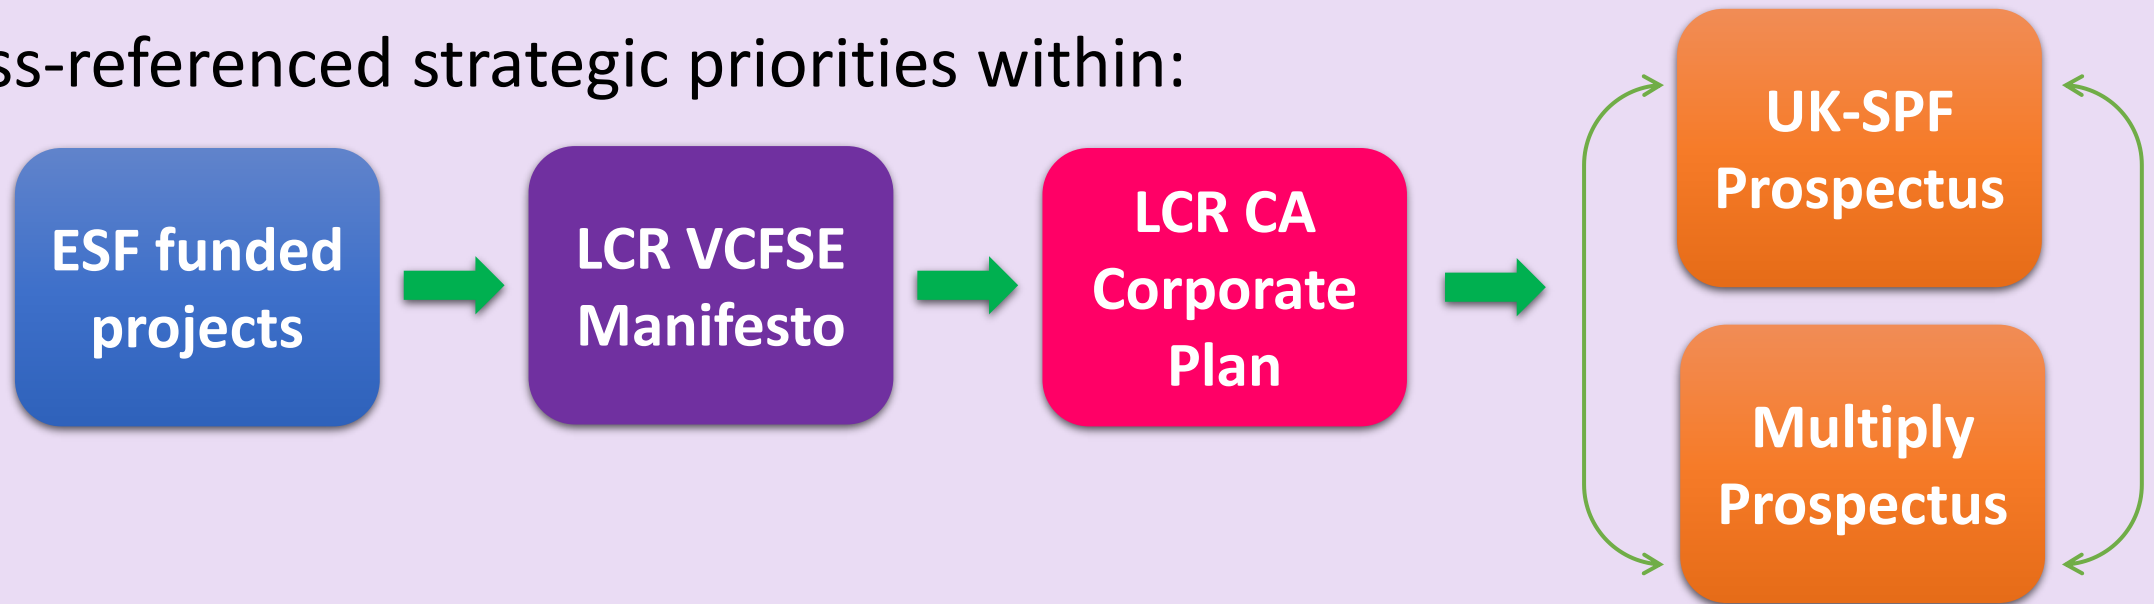 ss-referenced strategic priorities within:
ESF funded
projects
LCR VCFSE
Manifesto
LCR CA
Corporate
Plan
UK-SPF
Prospectus
Multiply
Prospectus